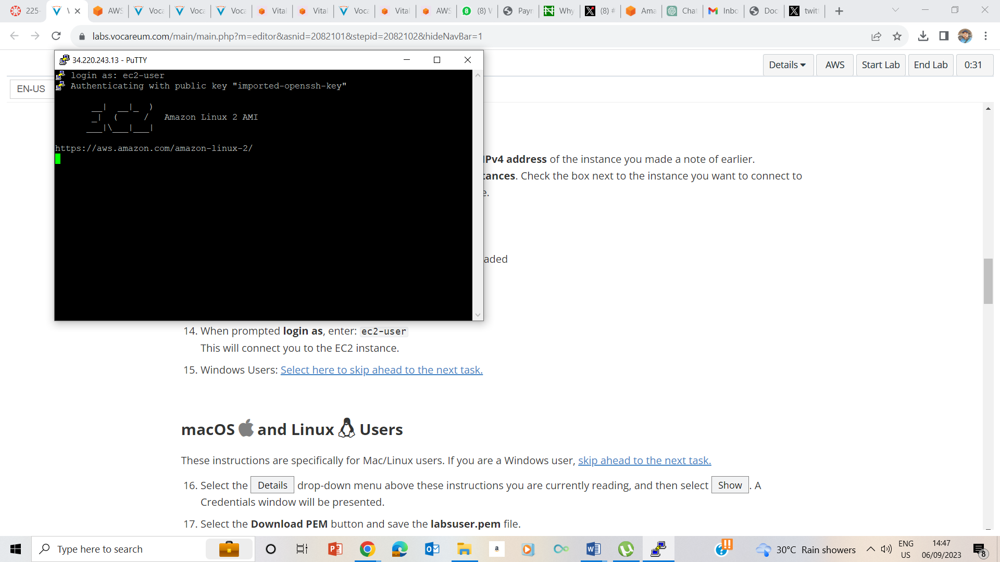 225-
V
AWS
Voca
Voca
Voca
Vital
Vital
Voca
Vital
AWS
(8) V
Payn
Why
(8) #
Ama
Chat
Inbo
Doc
twitt
labs.vocareum.com/main/main.php?m=editor&asnid=2082101&stepid=2082102&hideNavBar=1
34.220.243.13 - PuTTY
Details
AWS
Start Lab
End Lab
0:31
EN-US
login as: ec2-user
Authenticating with public key "imported-openssh-key"
__|  __|_  )
_|  (     /   Amazon Linux 2 AMI
___|\___|___|
https://aws.amazon.com/amazon-linux-2/
IPv4 address of the instance you made a note of earlier.
tances. Check the box next to the instance you want to connect to
e.
aded
14. When prompted login as, enter: ec2-user
This will connect you to the EC2 instance.
15. Windows Users: Select here to skip ahead to the next task.
macOS and Linux Users
These instructions are specifically for Mac/Linux users. If you are a Windows user, skip ahead to the next task.
16. Select the Details drop-down menu above these instructions you are currently reading, and then select Show. A
Credentials window will be presented.
17. Select the Download PEM button and save the labsuser.pem file.
Type here to search
30°C Rain showers
ENG
US
14:47
06/09/2023
8